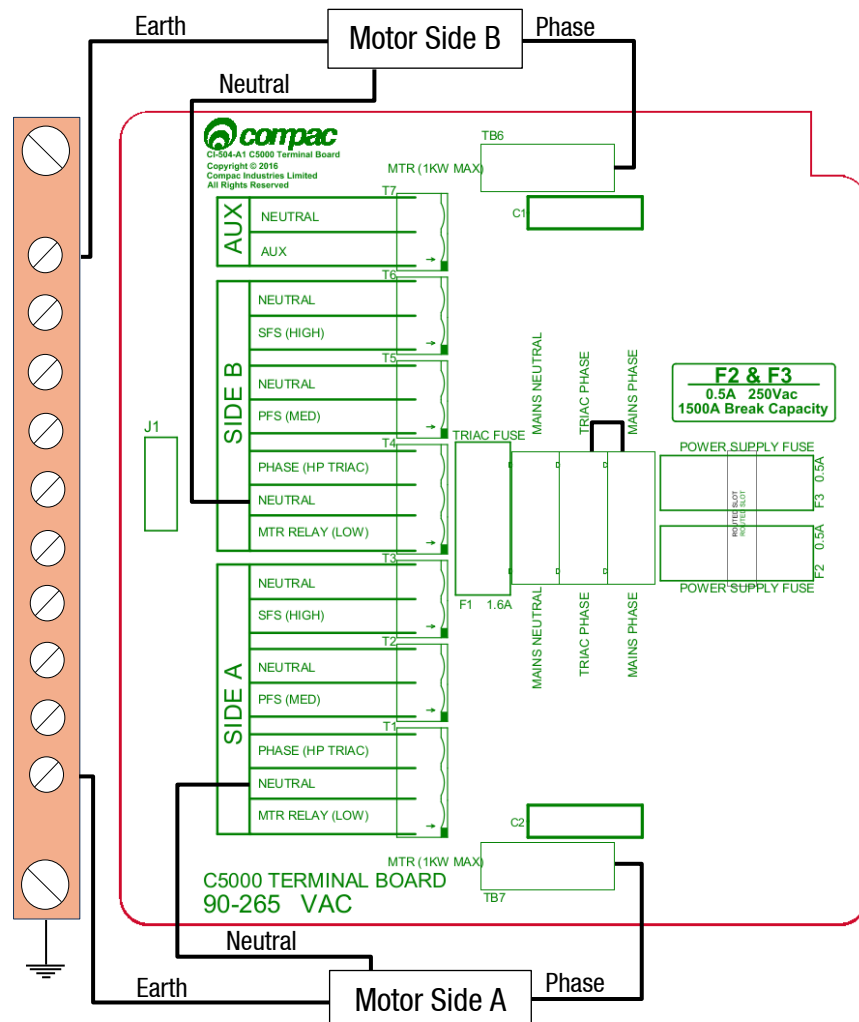 Earth
Motor Side B
Phase
Neutral
compac
CI-504-A1 C5000 Terminal Board
Copyright © 2016
Compac Industries Limited
All Rights Reserved
TB6
MTR (1KW MAX)
C1
T7
AUX
NEUTRAL
AUX
T6
SIDE B
NEUTRAL
SFS (HIGH)
T5
NEUTRAL
PFS (MED)
T4
PHASE (HP TRIAC)
NEUTRAL
MTR RELAY (LOW)
J1
TRIAC FUSE
F1 1.6A
MAINS NEUTRAL
TRIAC PHASE
MAINS PHASE
MAINS NEUTRAL
TRIAC PHASE
MAINS PHASE
F2 & F3
0.5A 250Vac
1500A Break Capacity
POWER SUPPLY FUSE
F3 0.5A
ROUTED SLOT
ROUTED SLOT
F2 0.5A
POWER SUPPLY FUSE
T3
SIDE A
NEUTRAL
SFS (HIGH)
T2
NEUTRAL
PFS (MED)
T1
PHASE (HP TRIAC)
NEUTRAL
MTR RELAY (LOW)
C2
MTR (1KW MAX)
TB7
C5000 TERMINAL BOARD
90-265 VAC
Neutral
Earth
Motor Side A
Phase